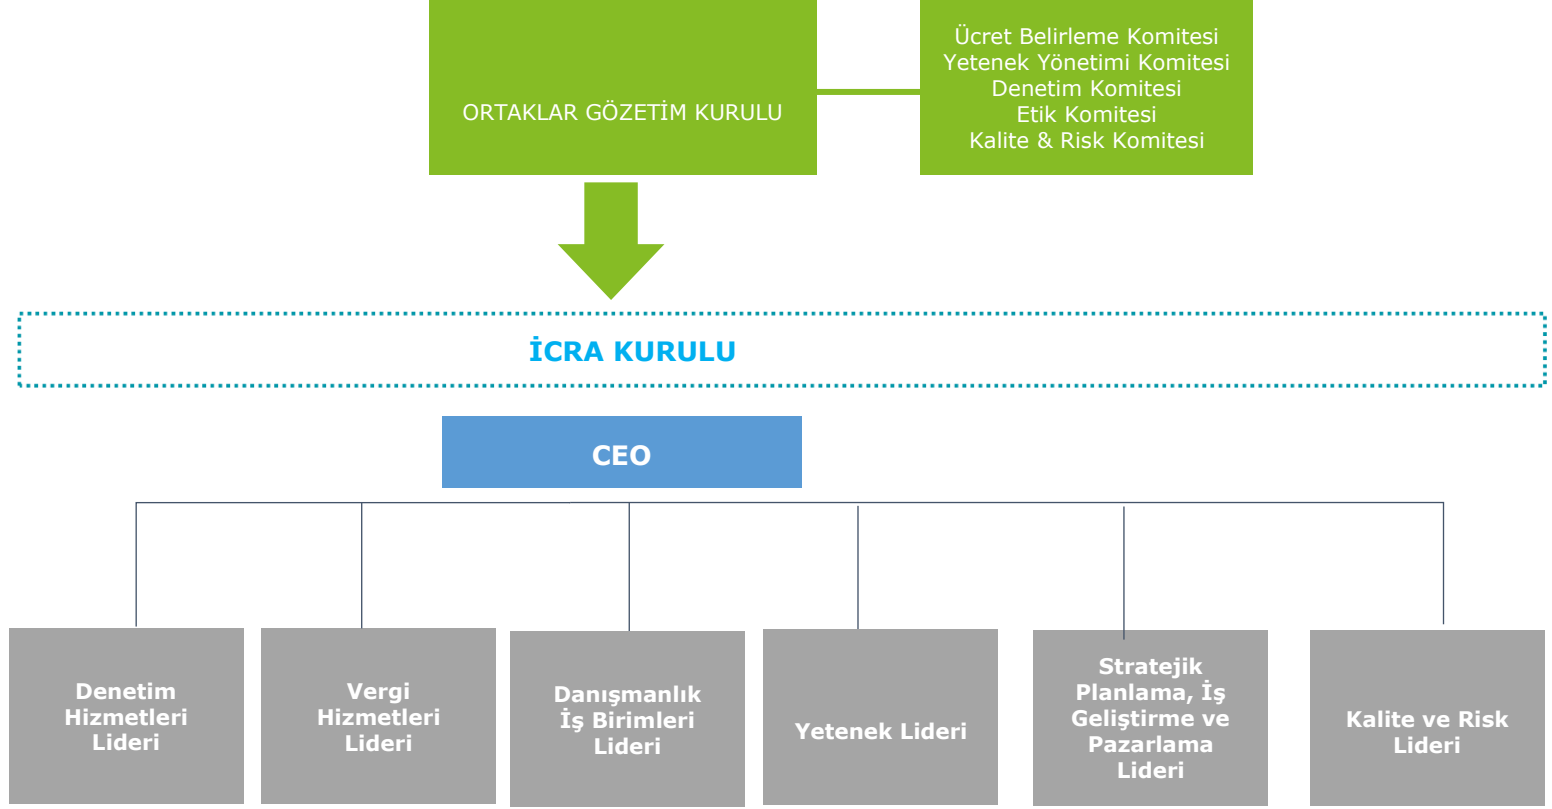 ORTAKLAR GÖZETİM KURULU
Ücret Belirleme Komitesi
Yetenek Yönetimi Komitesi
Denetim Komitesi
Etik Komitesi
Kalite & Risk Komitesi
İCRA KURULU
CEO
Denetim
Hizmetleri
Lideri
Vergi
Hizmetleri
Lideri
Danışmanlık
İş Birimleri
Lideri
Yetenek Lideri
Stratejik
Planlama, İş
Geliştirme ve
Pazarlama
Lideri
Kalite ve Risk
Lideri